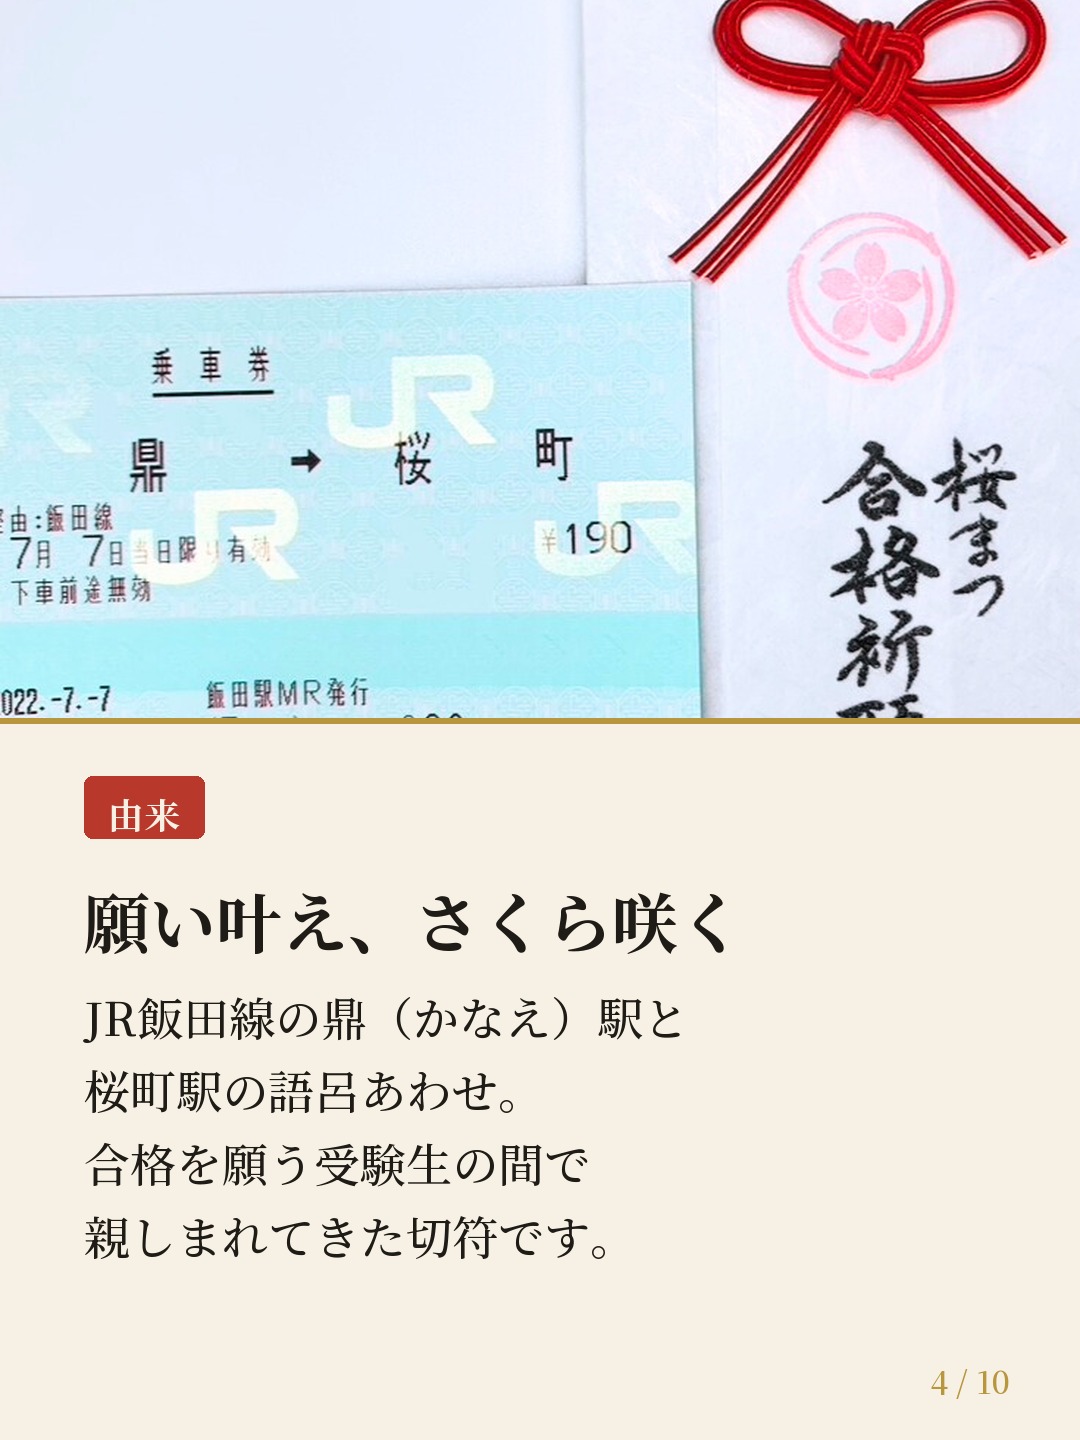 乗車券
JR
鼎 → 桜町
経由:飯田線
¥190
7月 7日当日限り有効
下車前途無効
2022.-7.-7 飯田駅MR発行
桜まつ
合格祈願
由来
願い叶え、さくら咲く
JR飯田線の鼎（かなえ）駅と
桜町駅の語呂あわせ。
合格を願う受験生の間で
親しまれてきた切符です。
4 / 10